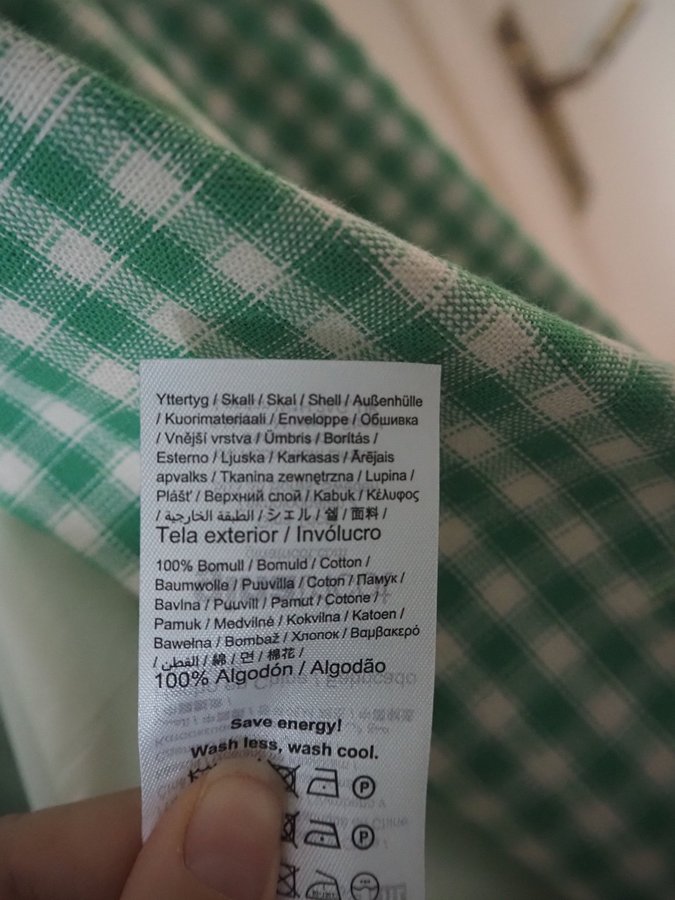 Yttertyg / Skall / Skal / Shell / Außenhülle
/ Kuorimateriaali / Enveloppe / Обшивка
/ Vnější vrstva / Ümbris / Borítás /
Esterno / Ljuska / Karkasas / Ārējais
apvalks / Tkanina zewnętrzna / Lupina /
Plášť / Верхний слой / Kabuk / Κέλυφος
/ الطبقة الخارجية / シェル / 쉘 / 面料 /
Tela exterior / Invólucro
100% Bomull / Bomuld / Cotton /
Baumwolle / Puuvilla / Coton / Памук /
Bavlna / Puuvill / Pamut / Cotone /
Pamuk / Medvilnė / Kokvilna / Katoen /
Bawełna / Bombaž / Хлопок / Βαμβακερό
/ القطن / 綿 / 면 / 棉花 /
100% Algodón / Algodão
Save energy!
Wash less, wash cool.
P
P